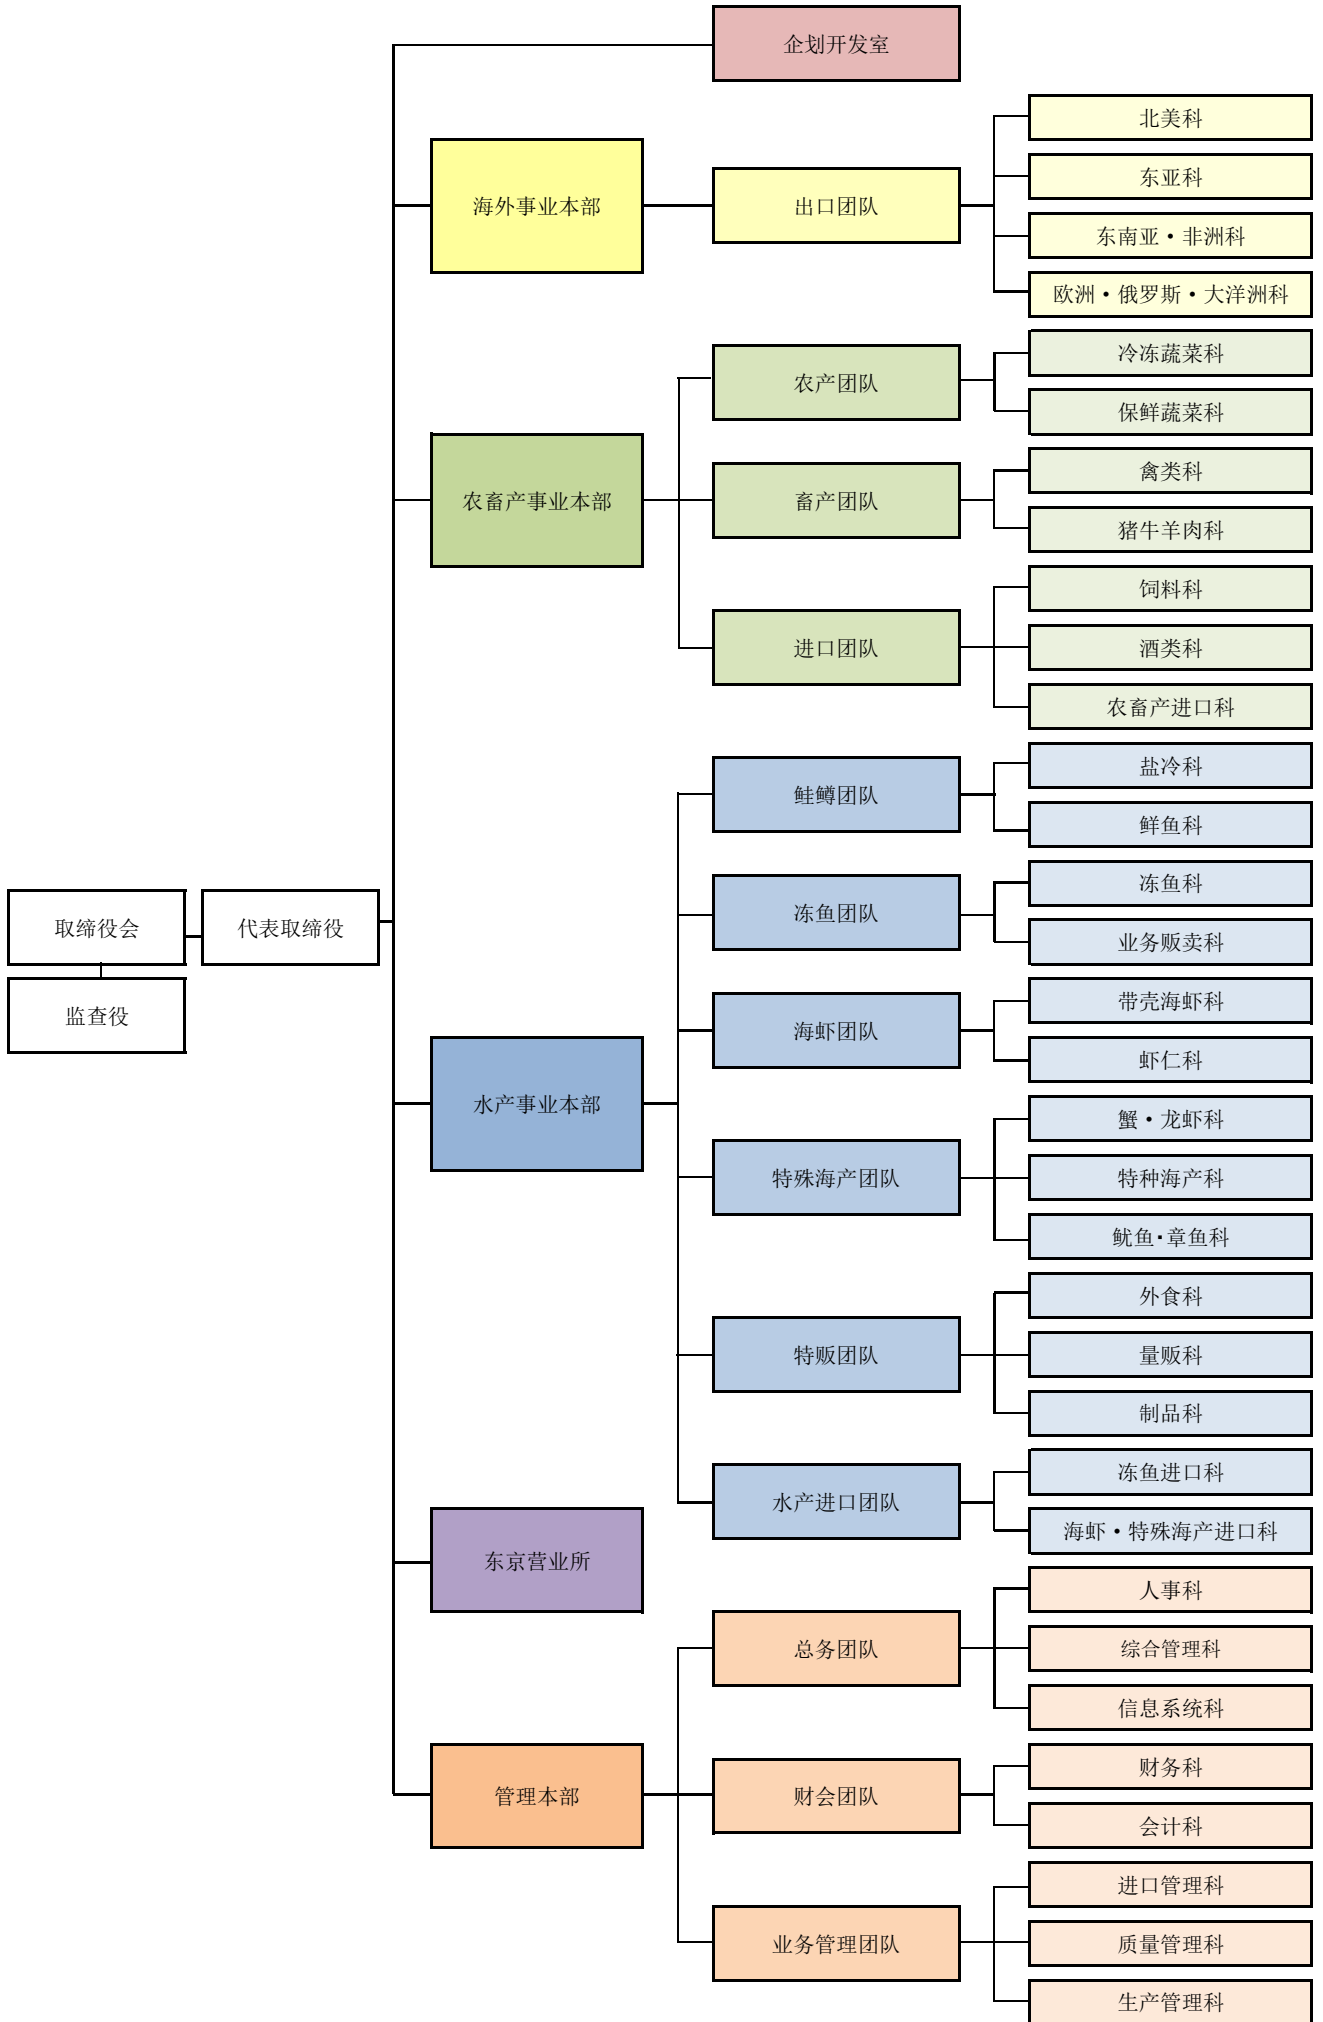 企划开发室
北美科
东亚科
海外事业本部
出口团队
东南亚・非洲科
欧洲・俄罗斯・大洋洲科
冷冻蔬菜科
农产团队
保鲜蔬菜科
禽类科
农畜产事业本部
畜产团队
猪牛羊肉科
饲料科
进口团队
酒类科
农畜产进口科
盐冷科
鲑鳟团队
鲜鱼科
冻鱼科
冻鱼团队
取缔役会
代表取缔役
业务贩卖科
带壳海虾科
监查役
海虾团队
虾仁科
水产事业本部
蟹・龙虾科
特殊海产团队
特种海产科
鱿鱼·章鱼科
外食科
特贩团队
量贩科
制品科
冻鱼进口科
水产进口团队
海虾・特殊海产进口科
东京营业所
人事科
总务团队
综合管理科
信息系统科
财务科
管理本部
财会团队
会计科
进口管理科
业务管理团队
质量管理科
生产管理科